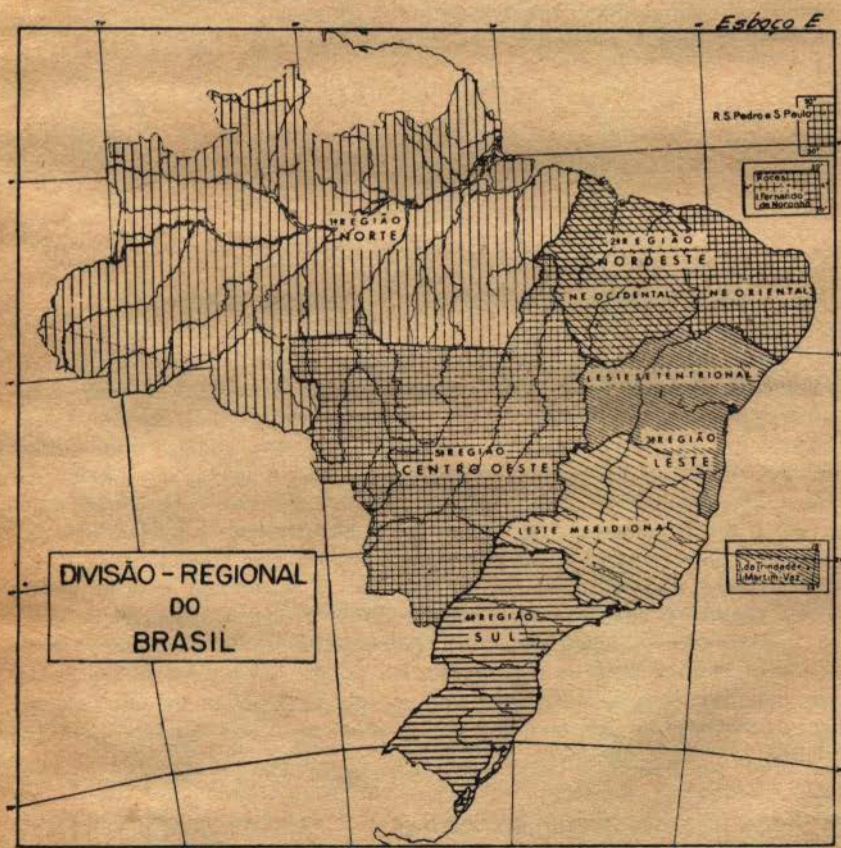 Esboço E
R.S.Pedro e S.Paulo
Rocas
I.Fernando
de Noronha
1ª REGIÃO
NORTE
2ª REGIÃO
NORDESTE
NE OCIDENTAL
NE ORIENTAL
LESTE SETENTRIONAL
3ª REGIÃO
LESTE
5ª REGIÃO
CENTRO OESTE
LESTE MERIDIONAL
I.da Trindade
I.Martim-Vaz
DIVISÃO - REGIONAL
DO
BRASIL
4ª REGIÃO
SUL